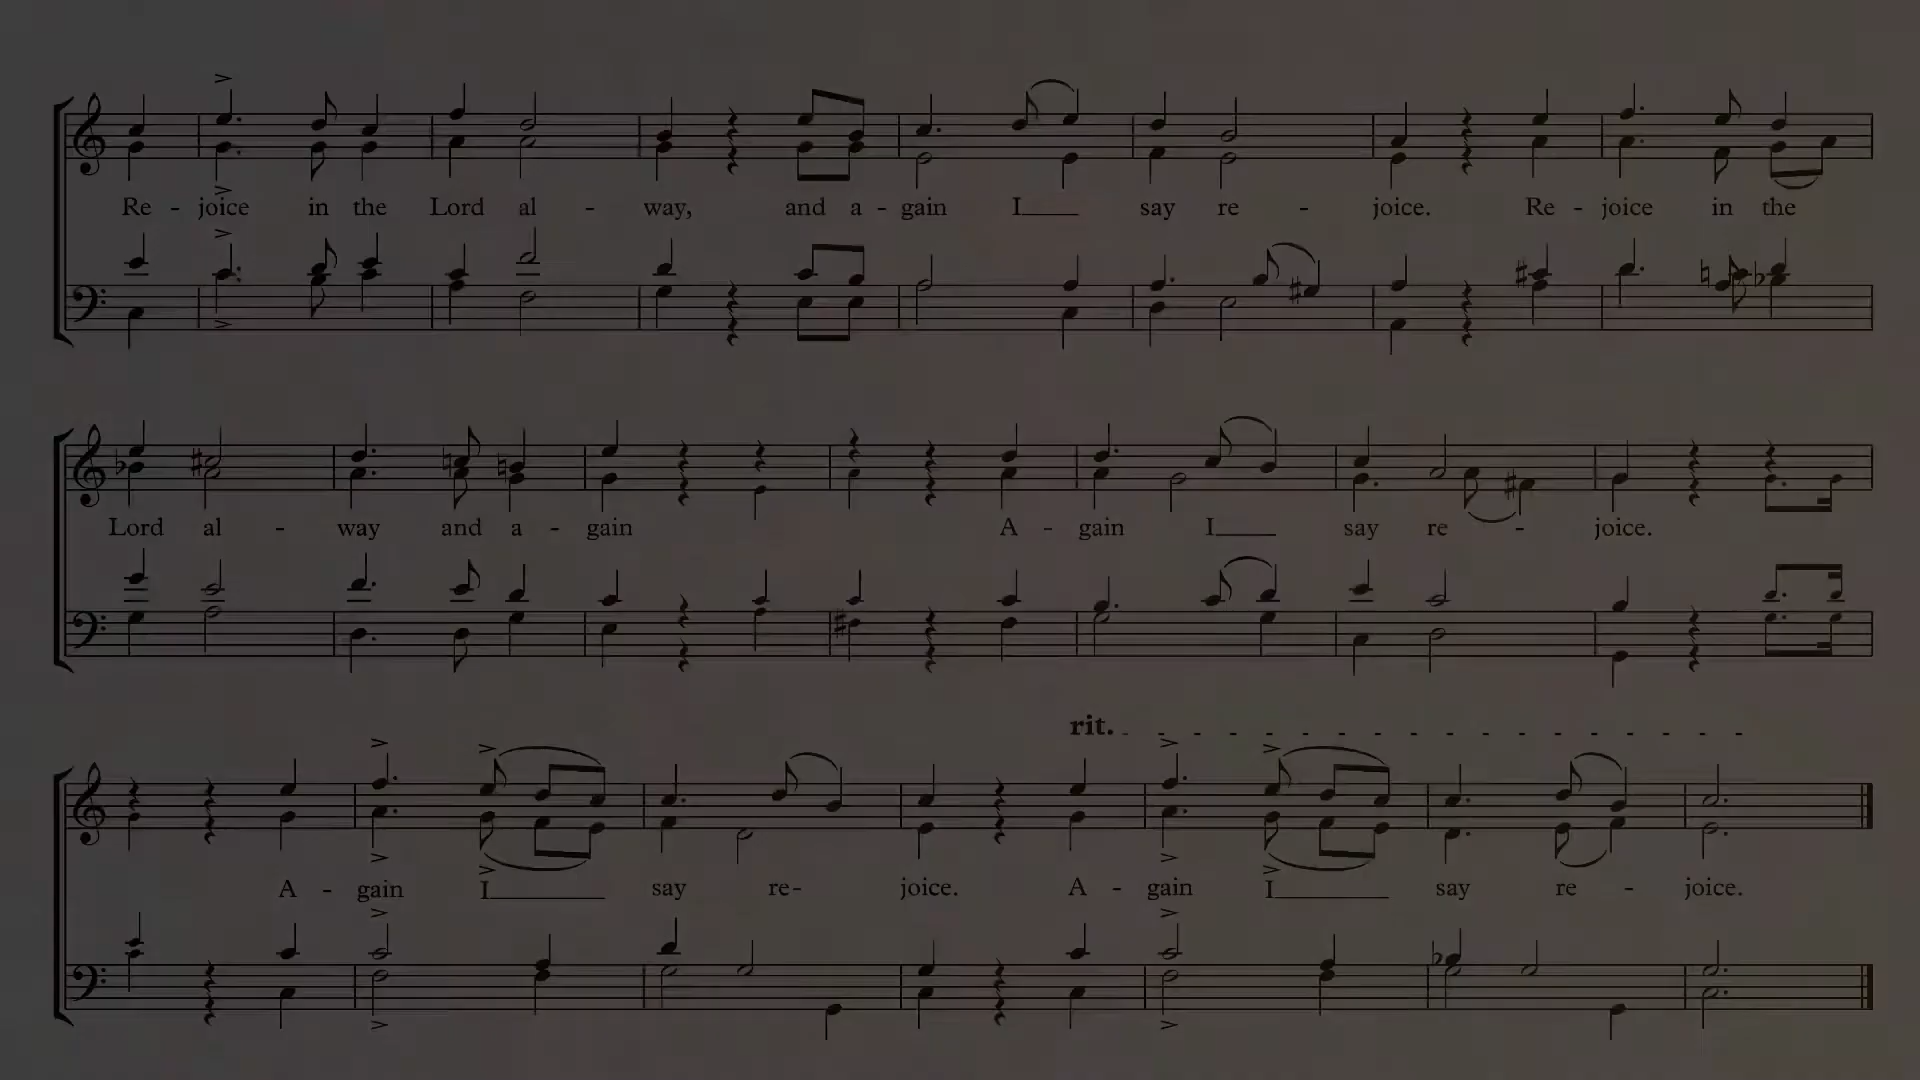 Re - joice in the Lord al - way, and a - gain I say re - joice. Re - joice in the
Lord al - way and a - gain A - gain I say re - joice.
rit.
A - gain I say re- joice. A - gain I say re - joice.